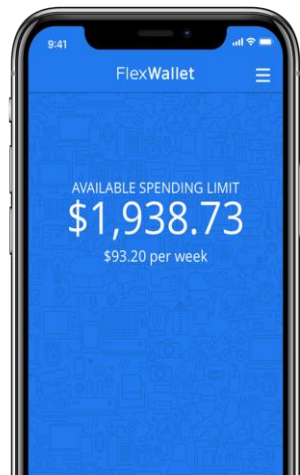 9:41
FlexWallet
AVAILABLE SPENDING LIMIT
$1,938.73
$93.20 per week